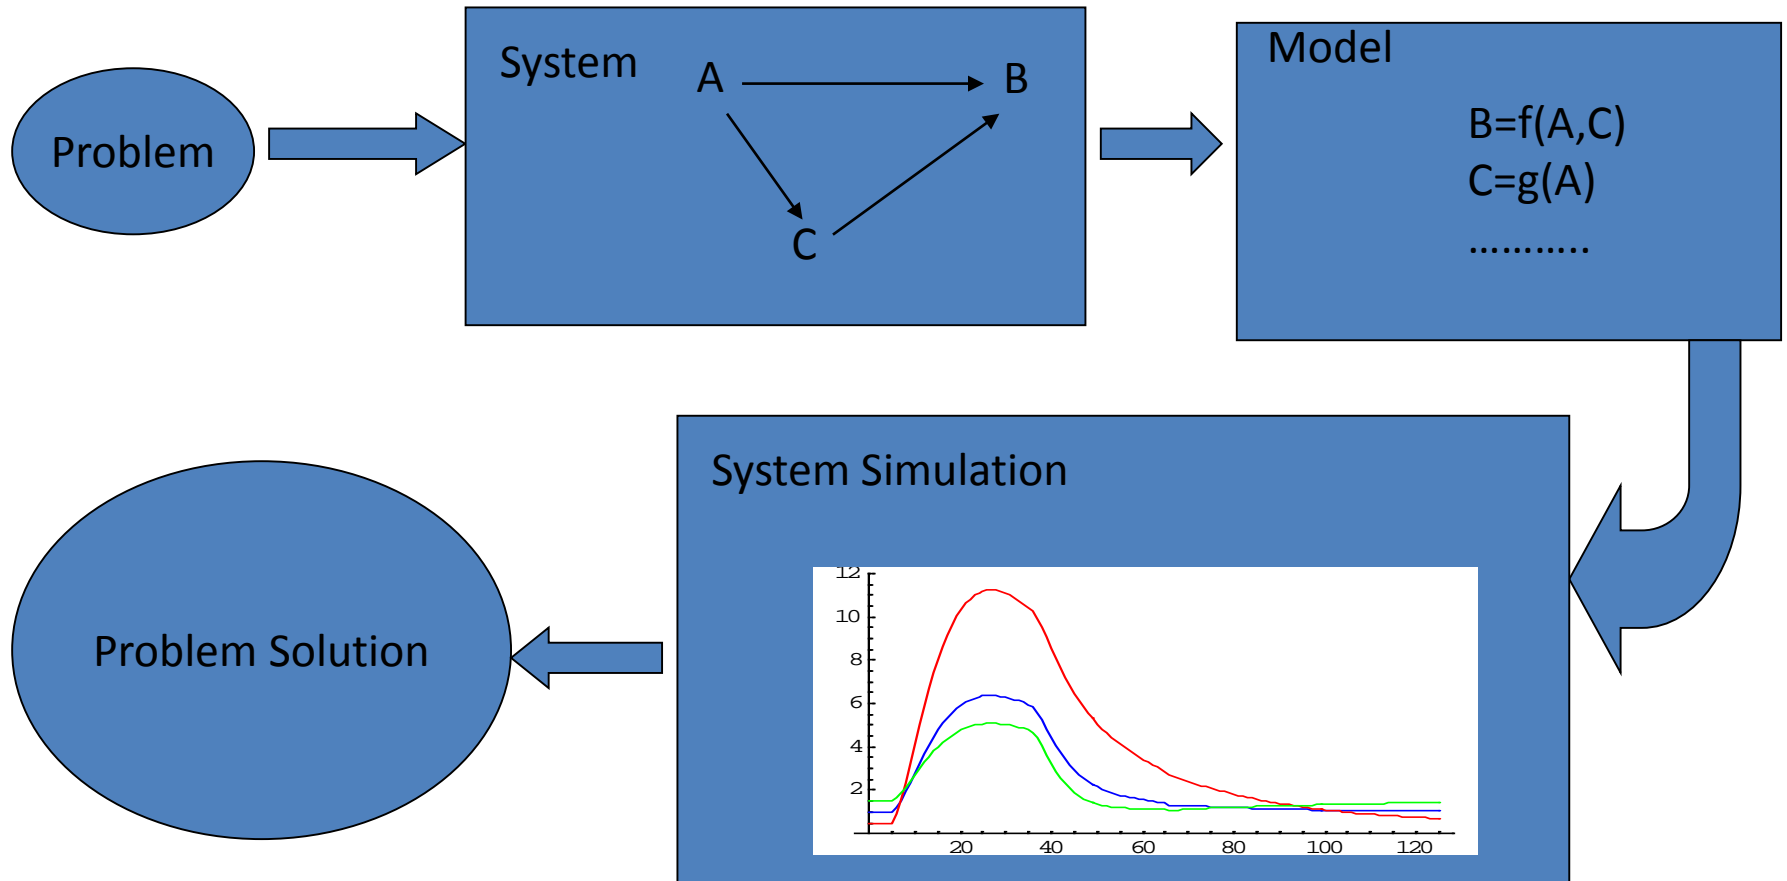 Problem
System
A
B
C
Model
B=f(A,C)
C=g(A)
………..
System Simulation
12
10
8
6
4
2
20
40
60
80
100
120
Problem Solution